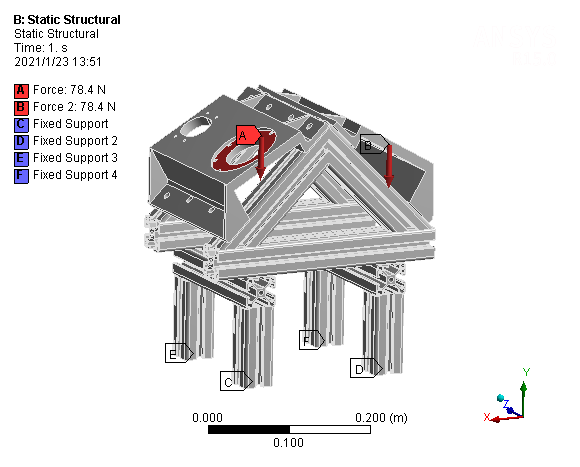 B: Static Structural
Static Structural
Time: 1. s
2021/1/23 13:51
A Force: 78.4 N
B Force 2: 78.4 N
C Fixed Support
D Fixed Support 2
E Fixed Support 3
F Fixed Support 4
A
B
E
F
C
D
0.000 0.200 (m)
0.100
Y
Z
X